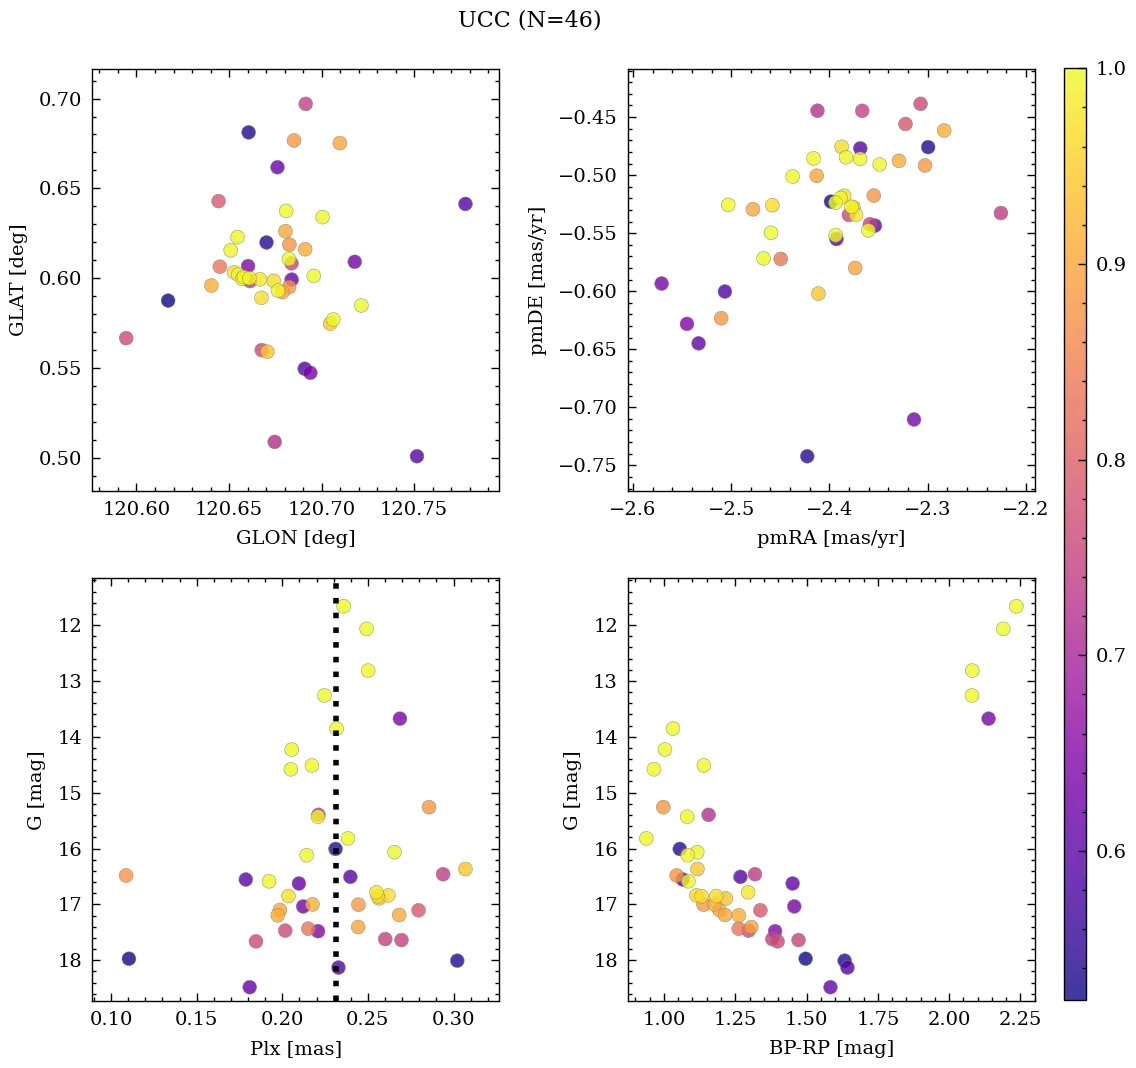 UCC (N=46)
0.70
0.65
0.60
0.55
0.50
GLAT [deg]
120.60 120.65 120.70 120.75
GLON [deg]
−0.45
−0.50
−0.55
−0.60
−0.65
−0.70
−0.75
pmDE [mas/yr]
−2.6 −2.5 −2.4 −2.3 −2.2
pmRA [mas/yr]
1.0
0.9
0.8
0.7
0.6
12
13
14
15
16
17
18
G [mag]
0.10 0.15 0.20 0.25 0.30
Plx [mas]
12
13
14
15
16
17
18
G [mag]
1.00 1.25 1.50 1.75 2.00 2.25
BP-RP [mag]